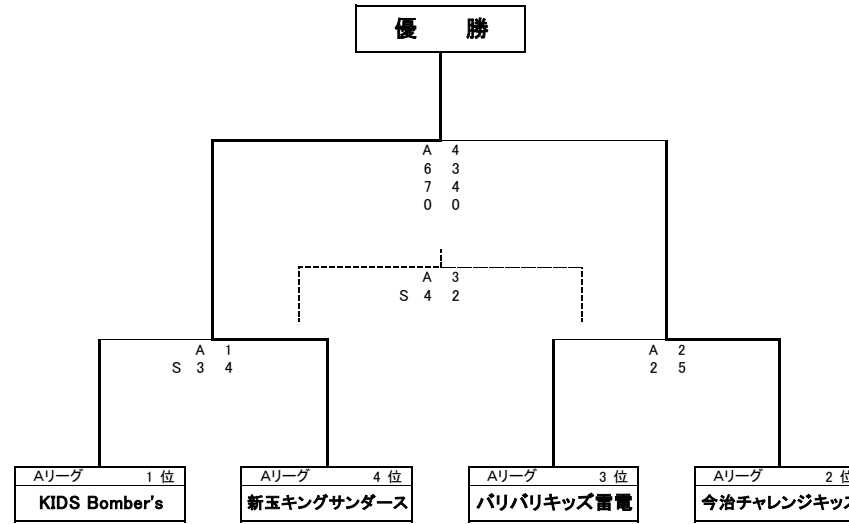 優 勝
A 4
6 3
7 4
0 0
A 3
S 4 2
A 1
S 3 4
A 2
2 5
Aリーグ 1 位
KIDS Bomber's
Aリーグ 4 位
新玉キングサンダース
Aリーグ 3 位
バリバリキッズ雷電
Aリーグ 2 位
今治チャレンジキッズ